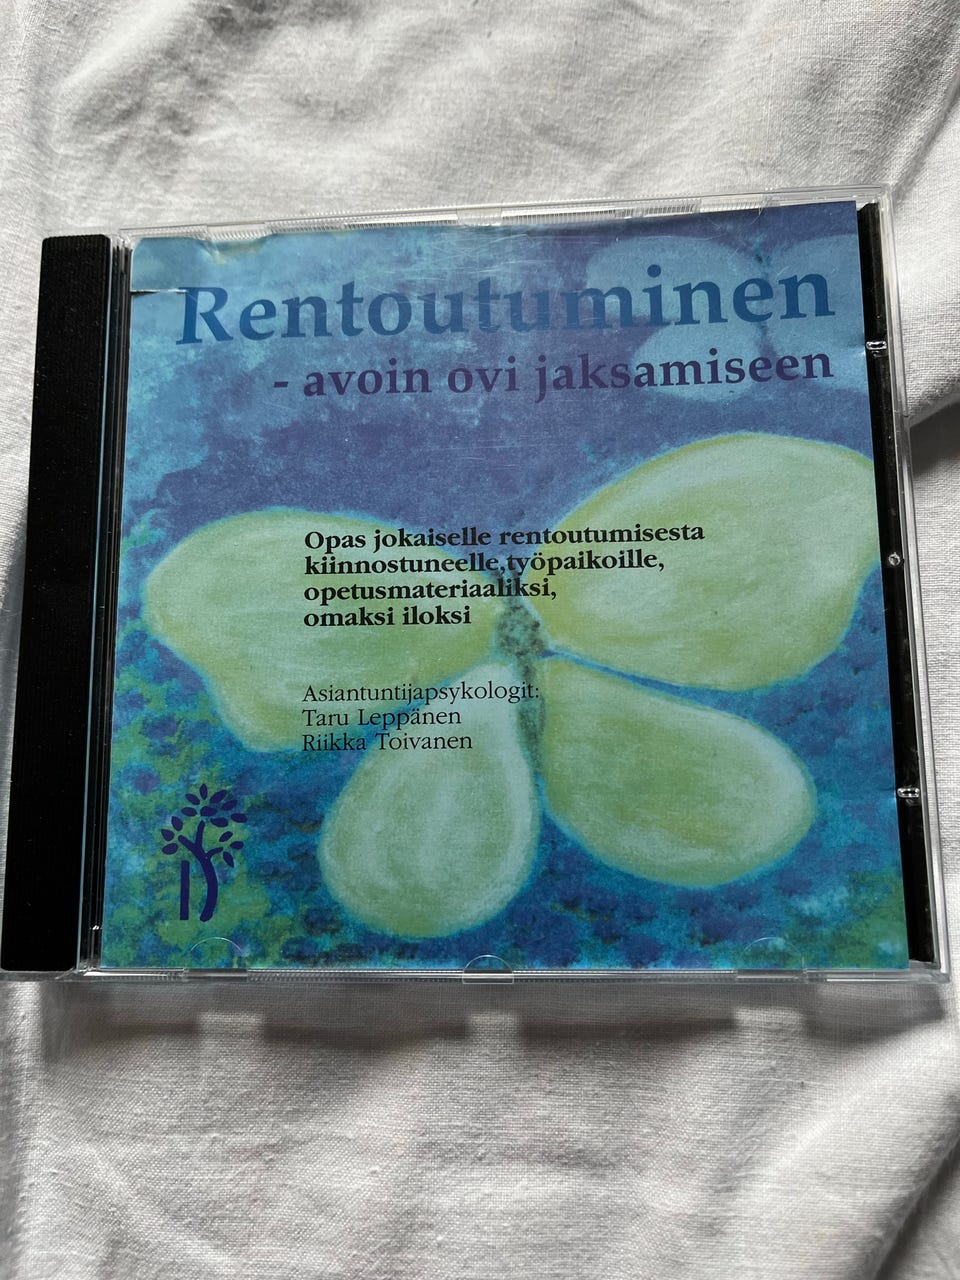 Rentoutuminen
- avoin ovi jaksamiseen
Opas jokaiselle rentoutumisesta
kiinnostuneelle,työpaikoille,
opetusmateriaaliksi,
omaksi iloksi
Asiantuntijapsykologit:
Taru Leppänen
Riikka Toivanen